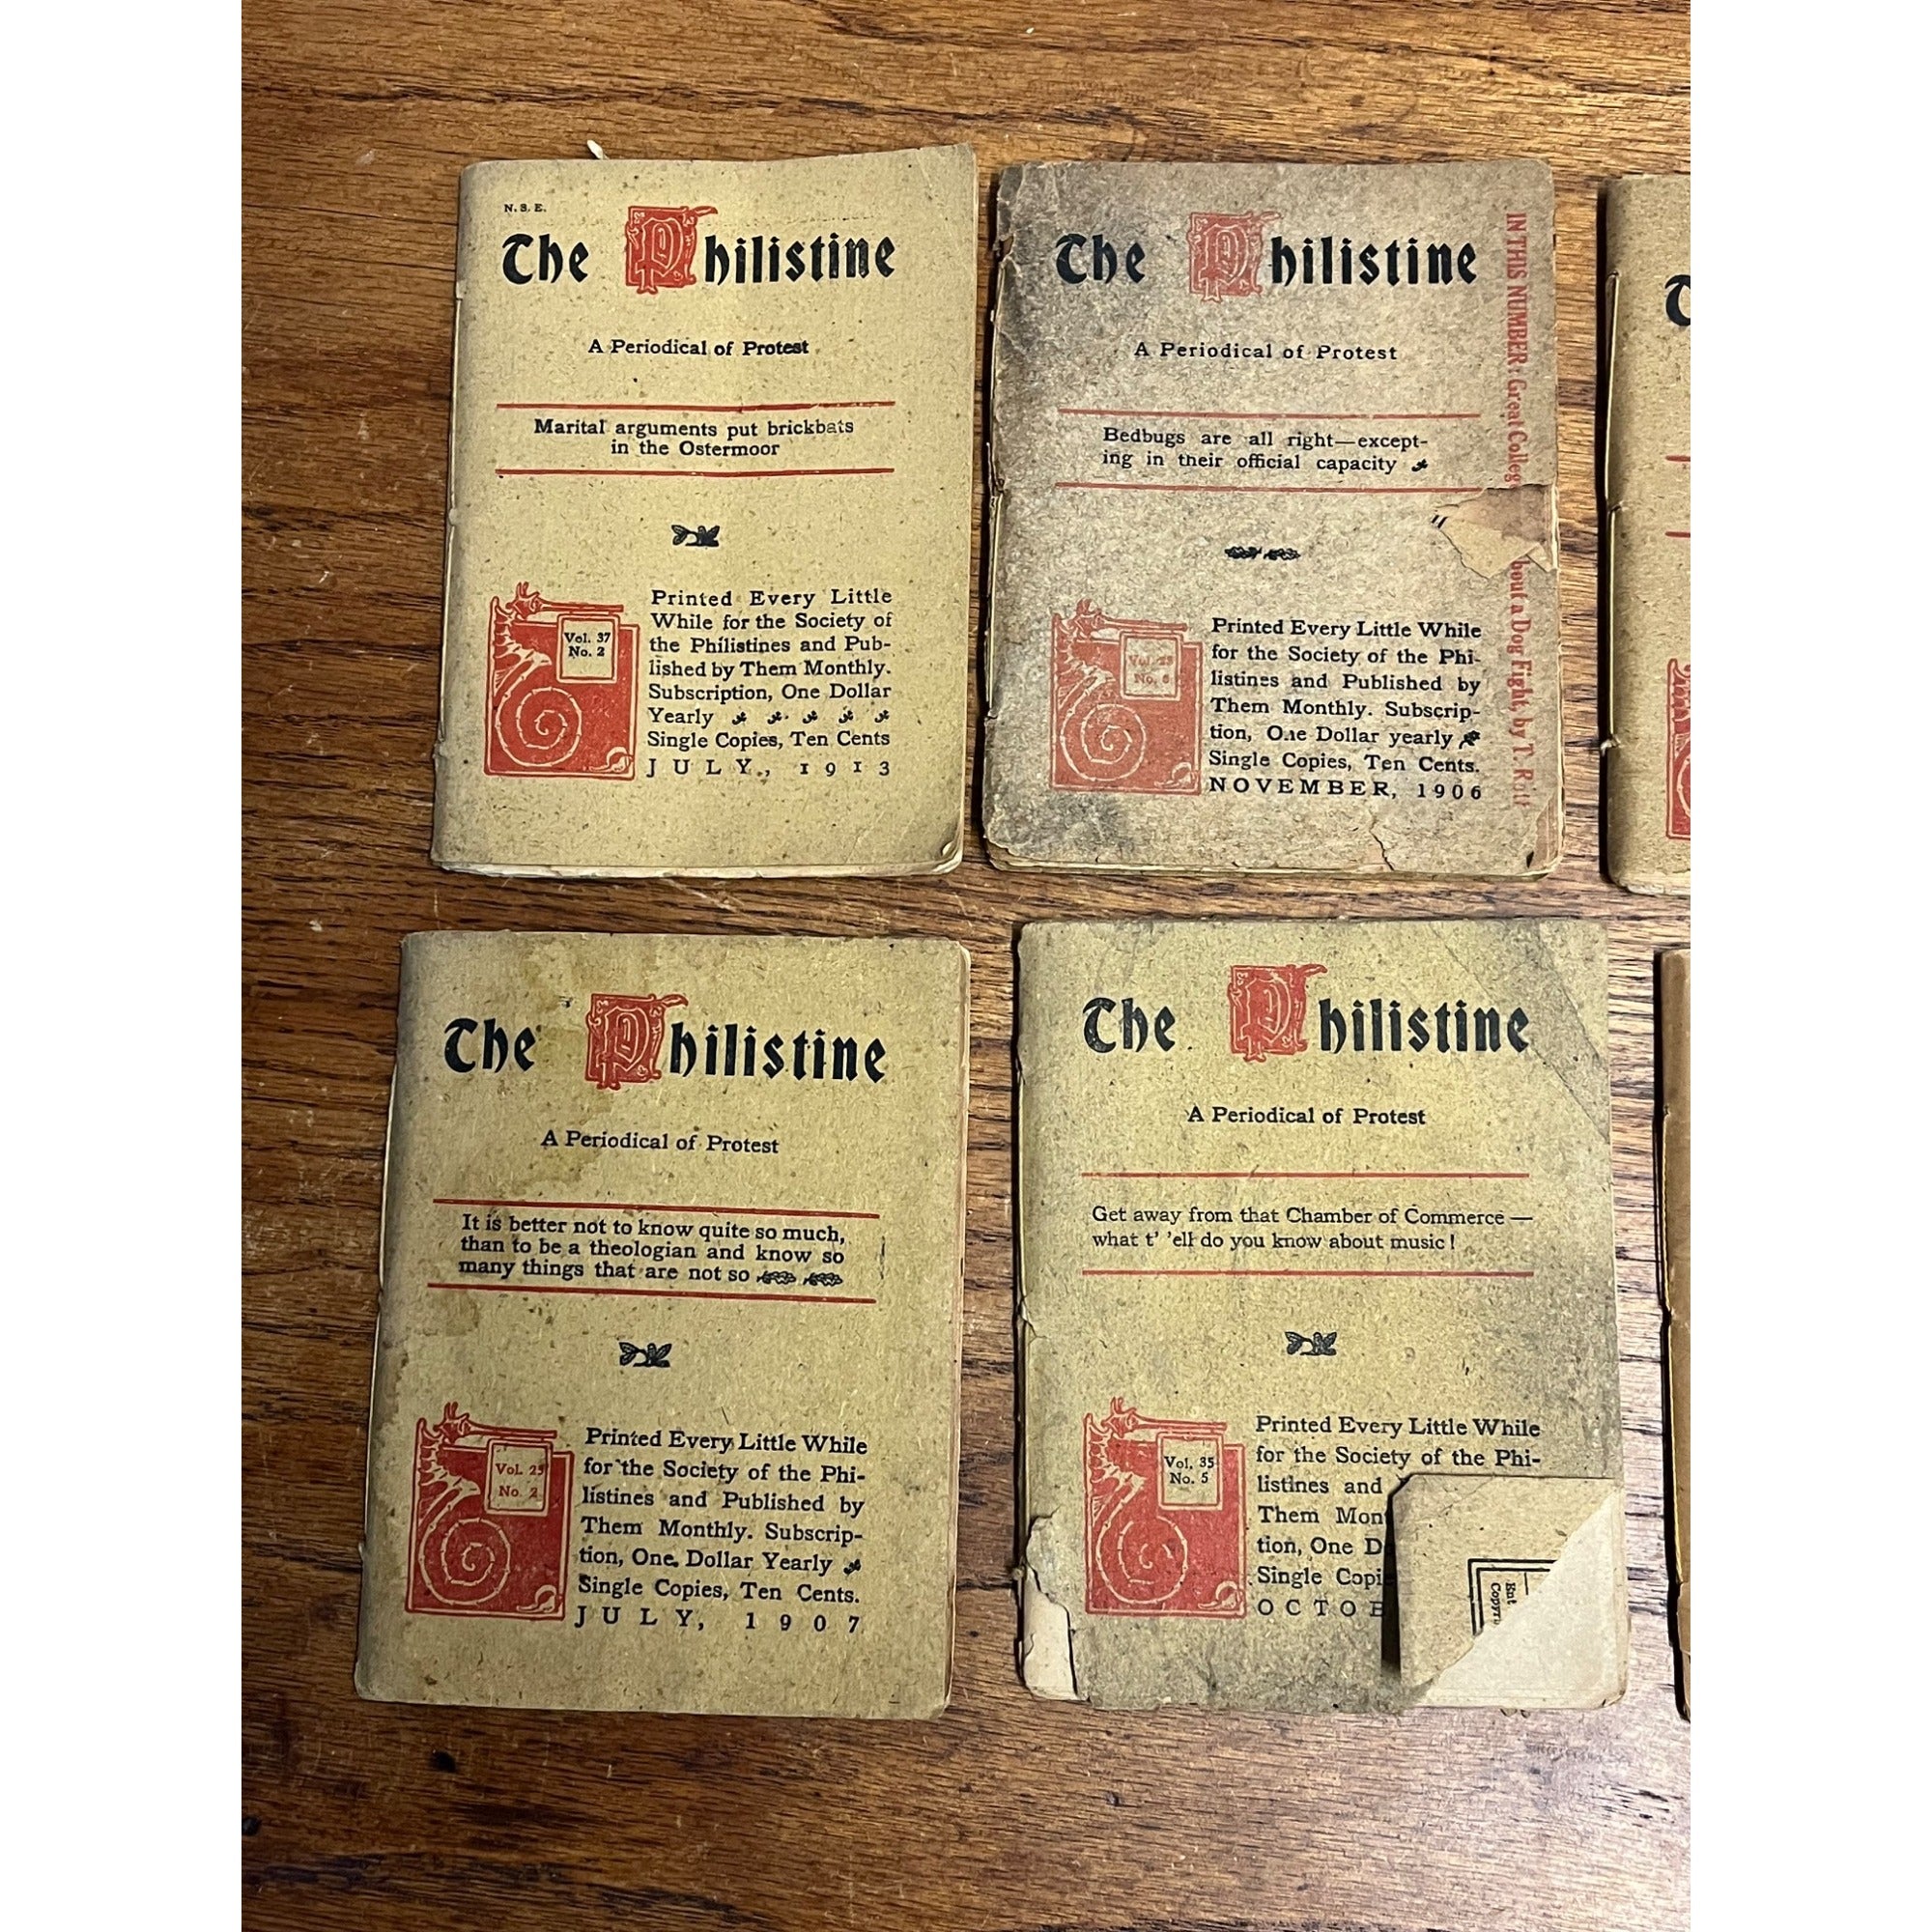 N. S. E.
The Philistine
A Periodical of Protest
Marital arguments put brickbats
in the Ostermoor
Vol. 37
No. 2
Printed Every Little
While for the Society of
the Philistines and Pub-
lished by Them Monthly.
Subscription, One Dollar
Yearly
Single Copies, Ten Cents
JULY, 1913
The Philistine
A Periodical of Protest
Bedbugs are all right—except-
ing in their official capacity
Vol.
No. 6
Printed Every Little While
for the Society of the Phi-
listines and Published by
Them Monthly. Subscrip-
tion, One Dollar yearly
Single Copies, Ten Cents.
NOVEMBER, 1906
IN THIS NUMBER: Great Colleg bout a Dog Fight, by T. R
The Philistine
A Periodical of Protest
It is better not to know quite so much,
than to be a theologian and know so
many things that are not so
Vol. 25
No. 2
Printed Every Little While
for the Society of the Phi-
listines and Published by
Them Monthly. Subscrip-
tion, One Dollar Yearly
Single Copies, Ten Cents.
JULY, 1907
The Philistine
A Periodical of Protest
Get away from that Chamber of Commerce—
what t' 'ell do you know about music!
Vol. 35
No. 5
Printed Every Little While
for the Society of the Phi-
listines and
Them Mon
tion, One D
Single Copi
OCTOB
Ent
Copyri